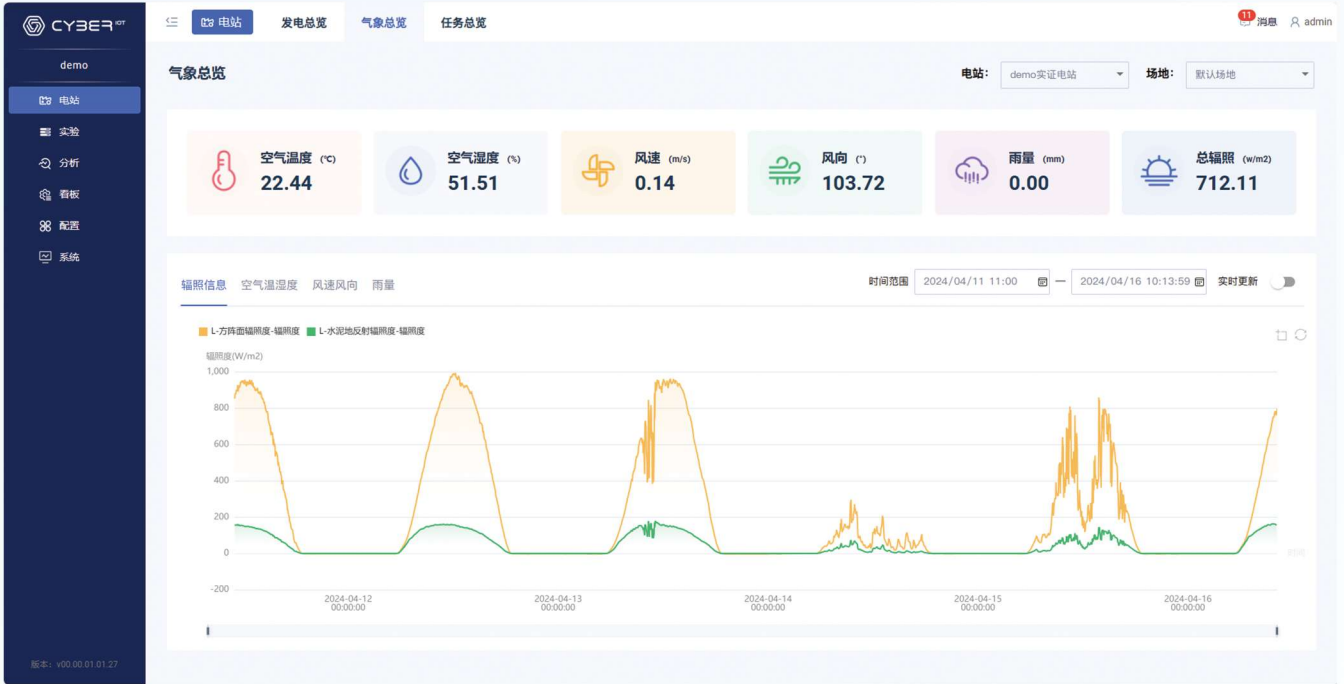 CYBER IOT
demo
电站
实验
分析
看板
配置
系统
版本：v00.00.01.01.27
电站 发电总览 气象总览 任务总览 11 消息 admin
气象总览 电站： demo实证电站 场地： 默认场地
空气温度 (℃)
22.44
空气湿度 (%)
51.51
风速 (m/s)
0.14
风向 (°)
103.72
雨量 (mm)
0.00
总辐照 (w/m2)
712.11
辐照信息 空气温湿度 风速风向 雨量 时间范围 2024/04/11 11:00 — 2024/04/16 10:13:59 实时更新
L-方阵面辐照度-辐照度 L-水泥地反射辐照度-辐照度
辐照度(W/m2)
1,000
800
600
400
200
0
-200
2024-04-12
00:00:00
2024-04-13
00:00:00
2024-04-14
00:00:00
2024-04-15
00:00:00
2024-04-16
00:00:00